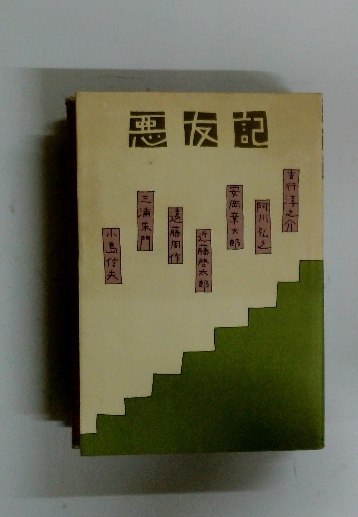 悪友記
吉行淳之介
阿川弘之
安岡章太郎
近藤啓太郎
遠藤周作
三浦朱門
小島信夫